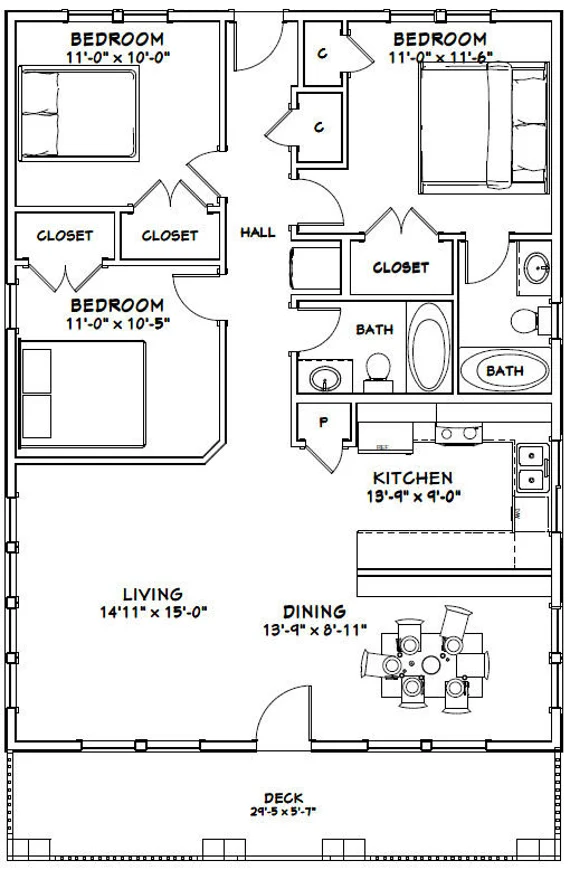 BEDROOM
11'-0" x 10'-0"
C
BEDROOM
11'-0" x 11'-6"
C
CLOSET
CLOSET
HALL
CLOSET
BEDROOM
11'-0" x 10'-5"
BATH
BATH
P
REF
KITCHEN
13'-9" x 9'-0"
DW
LIVING
14'11" x 15'-0"
DINING
13'-9" x 8'-11"
DECK
29'-5 x 5'-7"